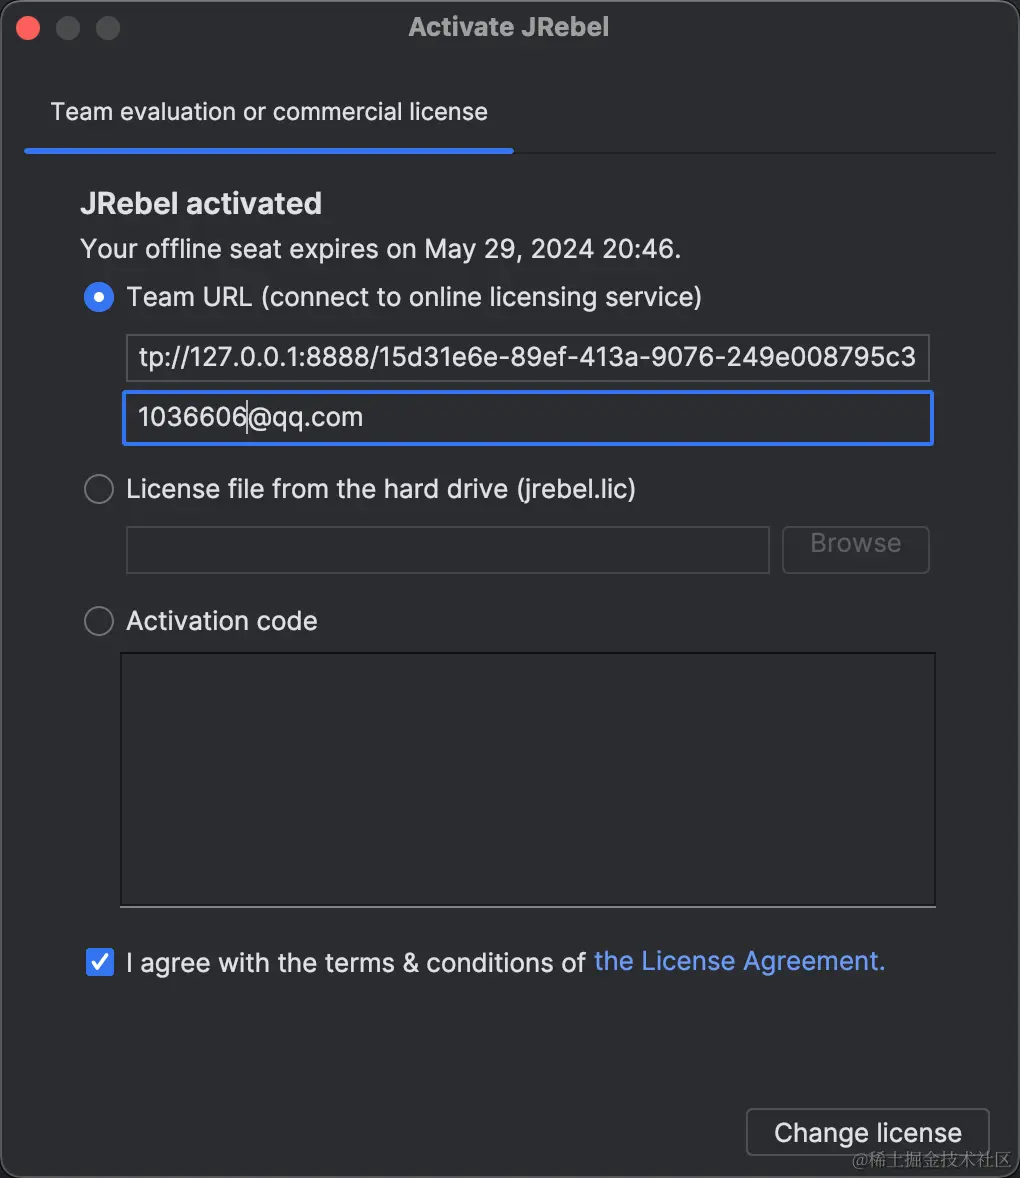 Activate JRebel
Team evaluation or commercial license
JRebel activated
Your offline seat expires on May 29, 2024 20:46.
Team URL (connect to online licensing service)
tp://127.0.0.1:8888/15d31e6e-89ef-413a-9076-249e008795c3
1036606@qq.com
License file from the hard drive (jrebel.lic)
Browse
Activation code
I agree with the terms & conditions of the License Agreement.
Change license
@稀土掘金技术社区